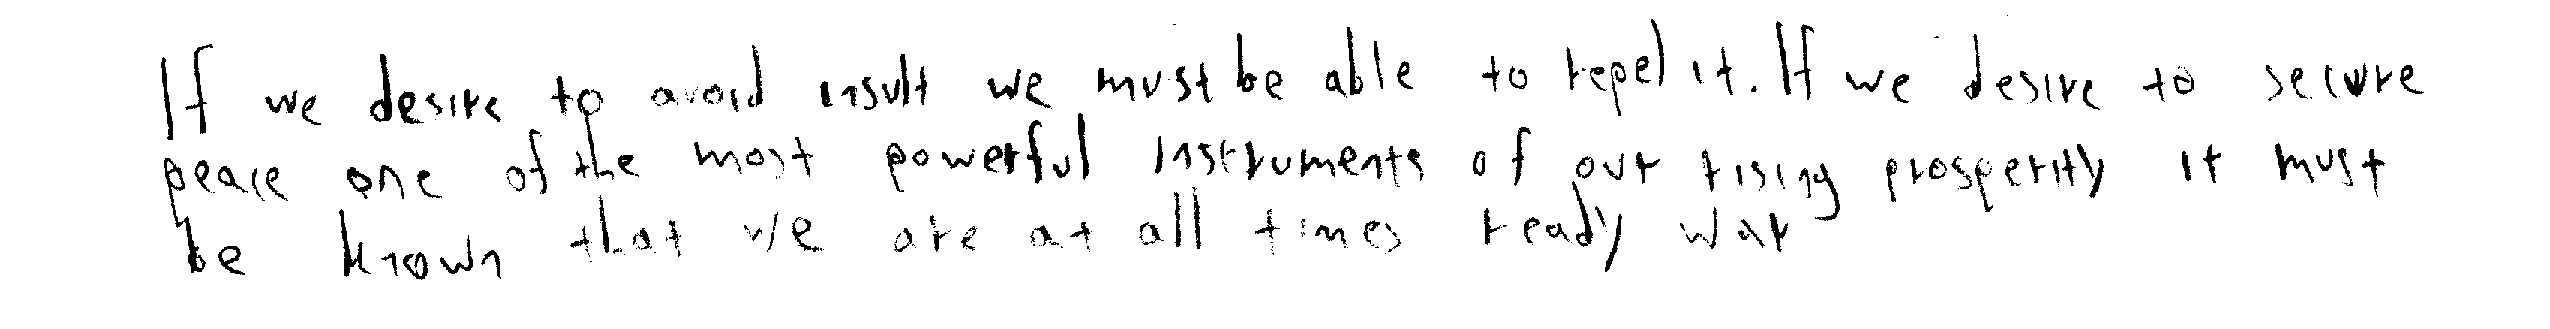 If we desire to avoid insult we must be able to repel it. If we desire to secure
peace one of the most powerful instruments of our rising prosperity it must
be known that we are at all times ready war